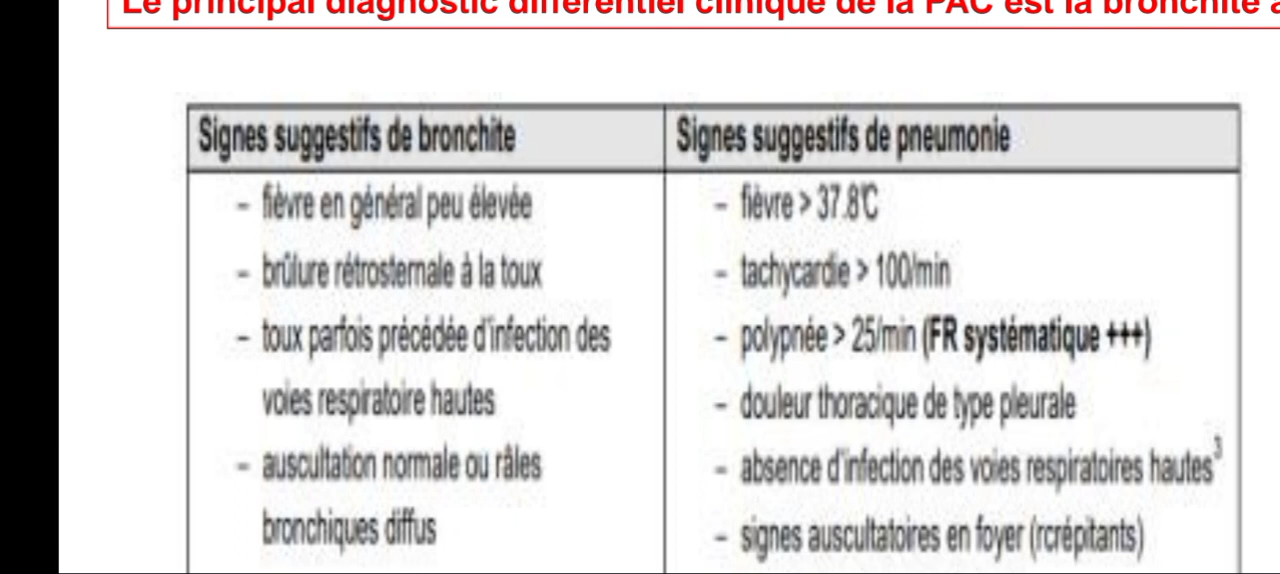 Le principal diagnostic différentiel clinique de la PAC est la bronchite a
Signes suggestifs de bronchite
Signes suggestifs de pneumonie
– fièvre en général peu élevée
– brûlure rétrosternale à la toux
– toux parfois précédée d'infection des
voies respiratoire hautes
– auscultation normale ou râles
bronchiques diffus
– fièvre > 37.8°C
– tachycardie > 100/min
– polypnée > 25/min (FR systématique +++)
– douleur thoracique de type pleurale
– absence d'infection des voies respiratoires hautes³
– signes auscultatoires en foyer (rcrépitants)